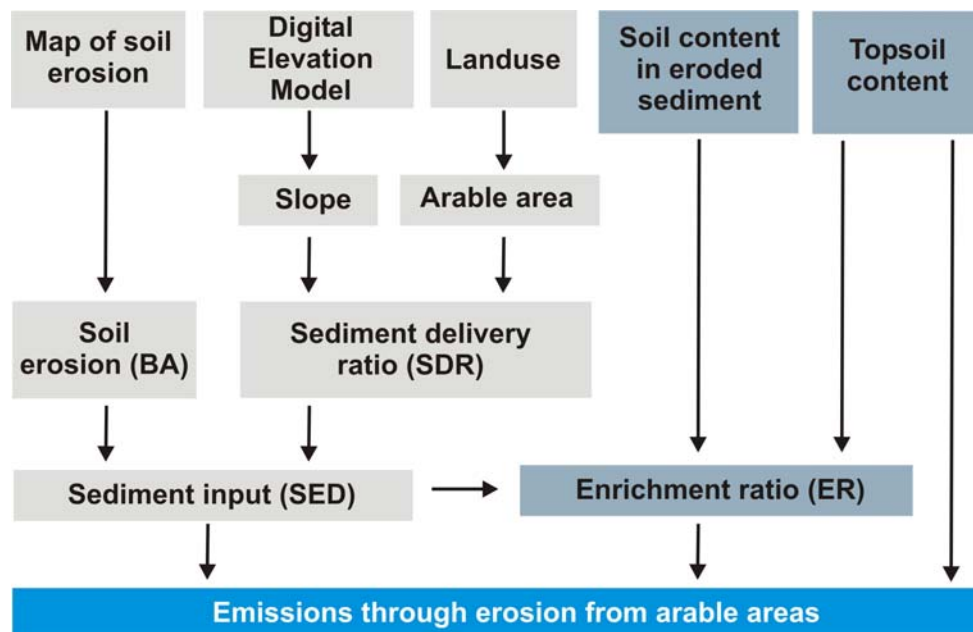 Map of soil
erosion
Digital
Elevation
Model
Landuse
Soil content
in eroded
sediment
Topsoil
content
Slope
Arable area
Soil
erosion (BA)
Sediment delivery
ratio (SDR)
Sediment input (SED)
Enrichment ratio (ER)
Emissions through erosion from arable areas